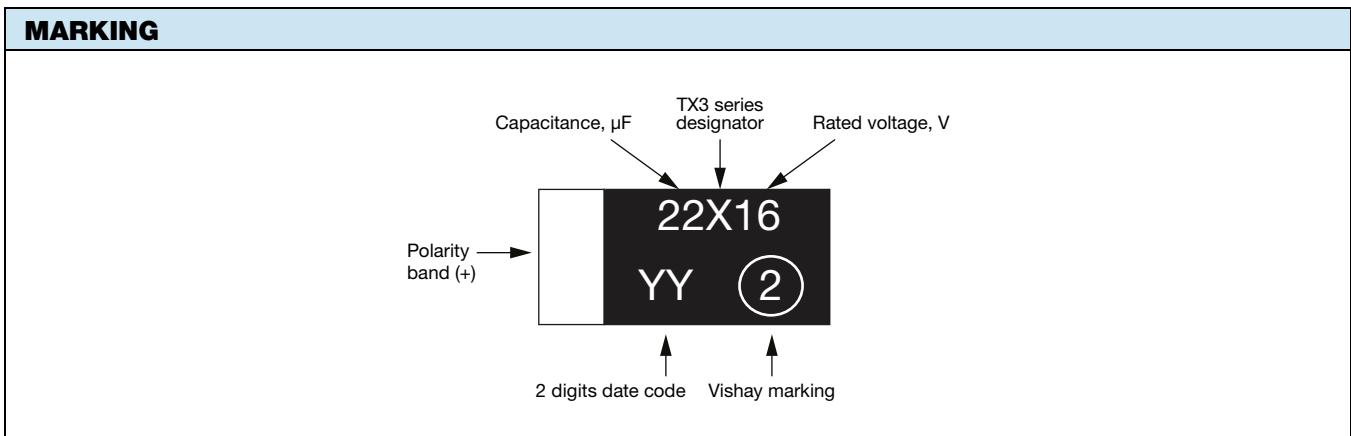 MARKING
TX3 series
designator
Capacitance, µF
Rated voltage, V
22X16
Polarity
band (+)
YY
2
2 digits date code
Vishay marking